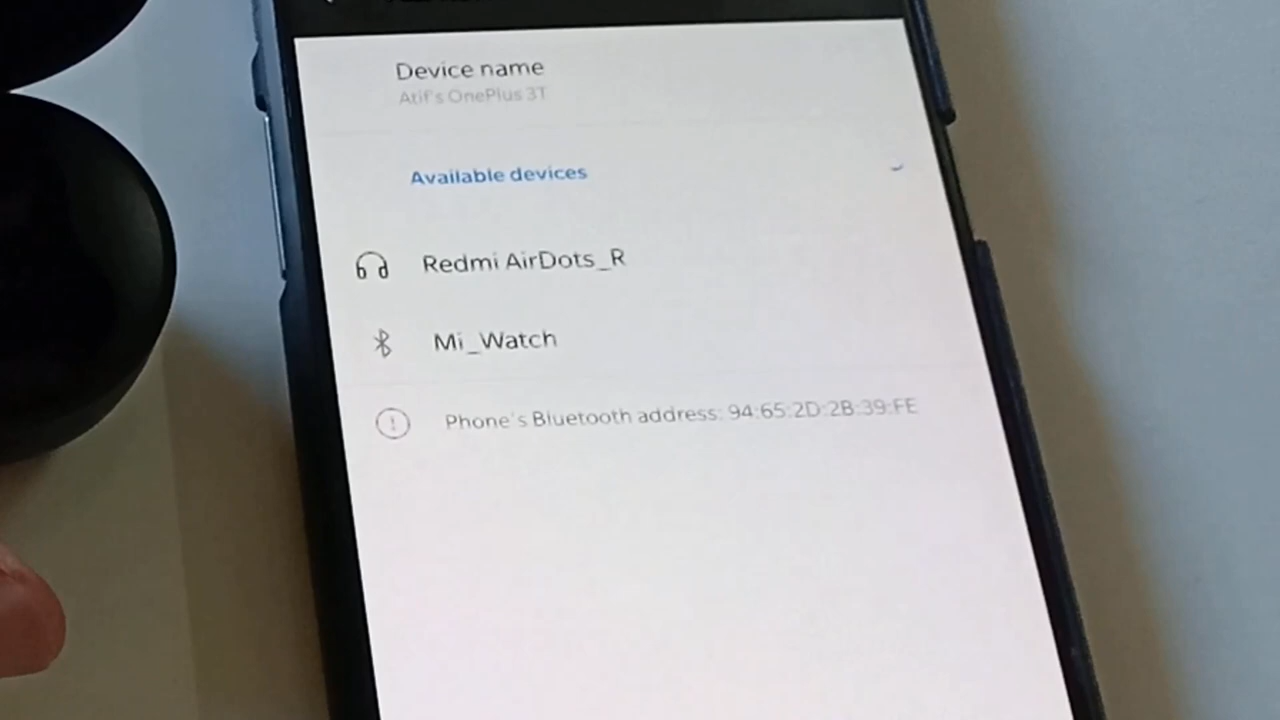 Device name
Atif's OnePlus 3T
Available devices
Redmi AirDots_R
Mi_Watch
Phone's Bluetooth address: 94:65:2D:2B:39:FE